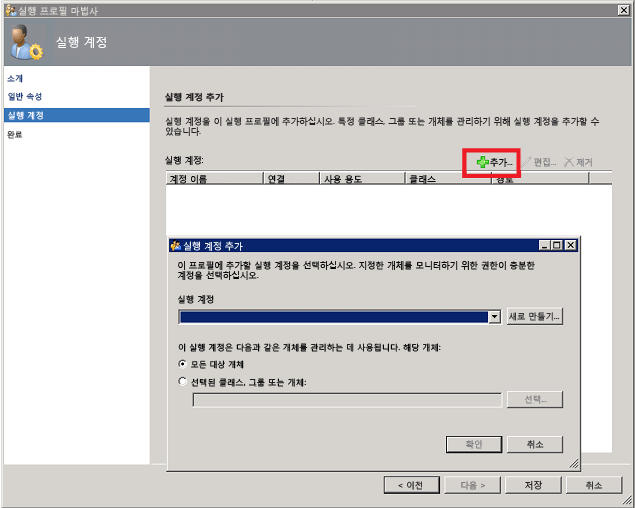 실행 프로필 마법사
실행 계정
소개
일반 속성
실행 계정
완료
실행 계정 추가
실행 계정을 이 실행 프로필에 추가하십시오. 특정 클래스, 그룹 또는 개체를 관리하기 위해 실행 계정을 추가할 수
있습니다.
실행 계정:
추가... 편집... 제거
계정 이름 연결 사용 용도 클래스 경로
실행 계정 추가
이 프로필에 추가할 실행 계정을 선택하십시오. 지정한 개체를 모니터하기 위한 권한이 충분한
계정을 선택하십시오.
실행 계정
새로 만들기...
이 실행 계정은 다음과 같은 개체를 관리하는 데 사용됩니다. 해당 개체:
모든 대상 개체
선택된 클래스, 그룹 또는 개체:
선택...
확인 취소
< 이전 다음 > 저장 취소